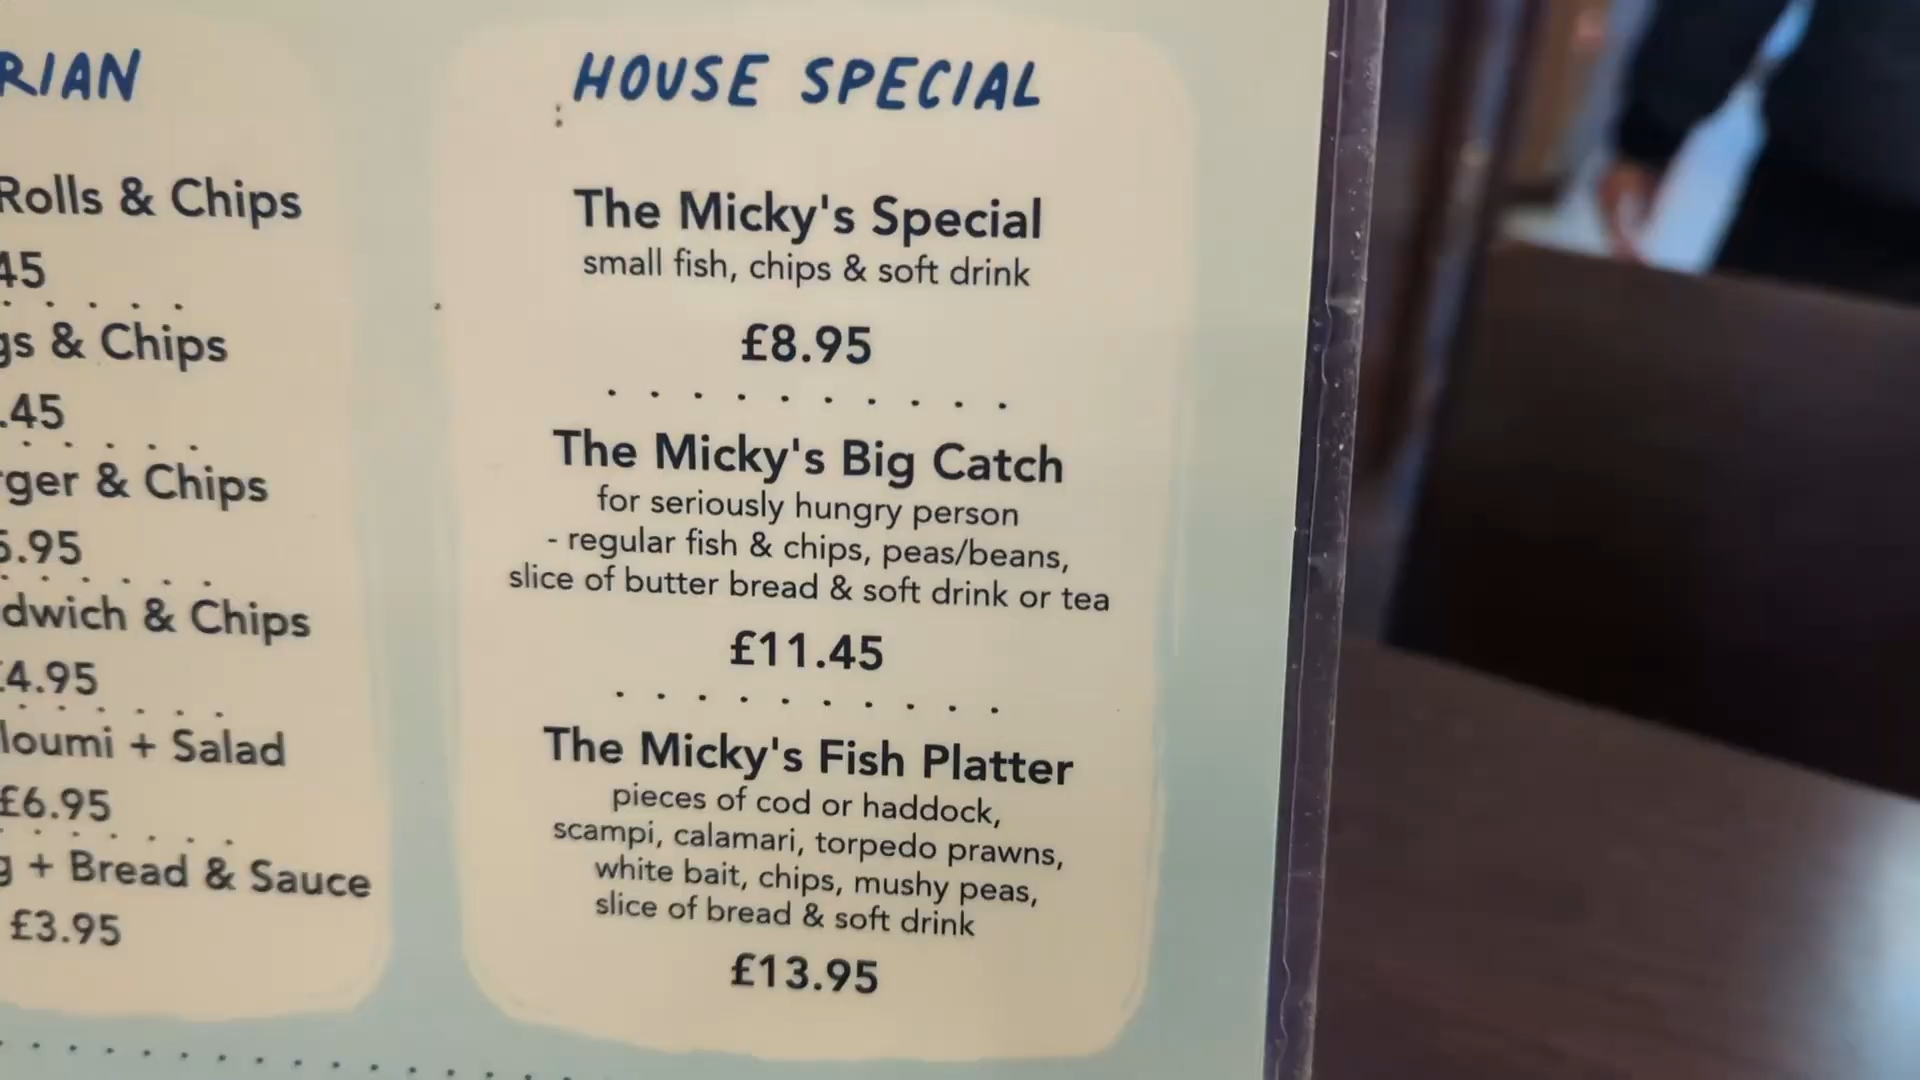 RIAN
Rolls & Chips
45
gs & Chips
.45
rger & Chips
5.95
dwich & Chips
£4.95
loumi + Salad
£6.95
g + Bread & Sauce
£3.95
HOUSE SPECIAL
The Micky's Special
small fish, chips & soft drink
£8.95
The Micky's Big Catch
for seriously hungry person
- regular fish & chips, peas/beans,
slice of butter bread & soft drink or tea
£11.45
The Micky's Fish Platter
pieces of cod or haddock,
scampi, calamari, torpedo prawns,
white bait, chips, mushy peas,
slice of bread & soft drink
£13.95